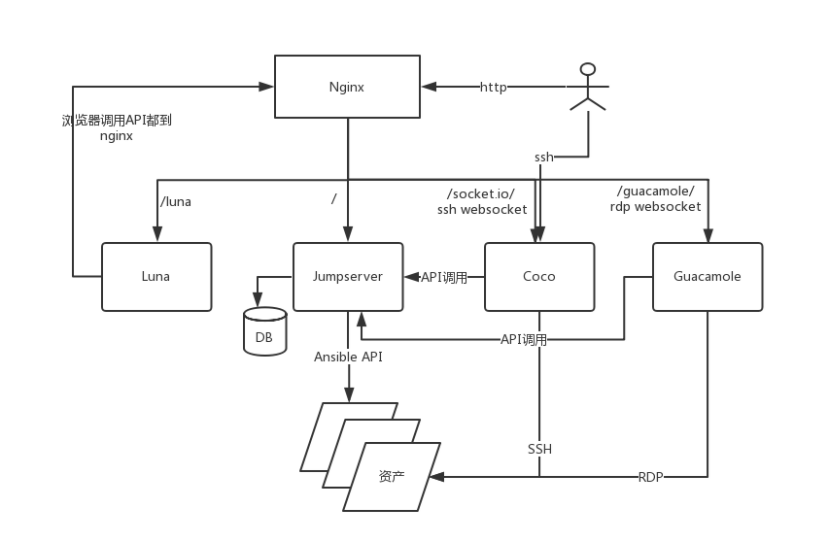 Nginx
http
浏览器调用API都到
nginx
ssh
/luna
/
/socket.io/
ssh websocket
/guacamole/
rdp websocket
Luna
Jumpserver
API调用
Coco
Guacamole
DB
API调用
Ansible API
SSH
资产
RDP